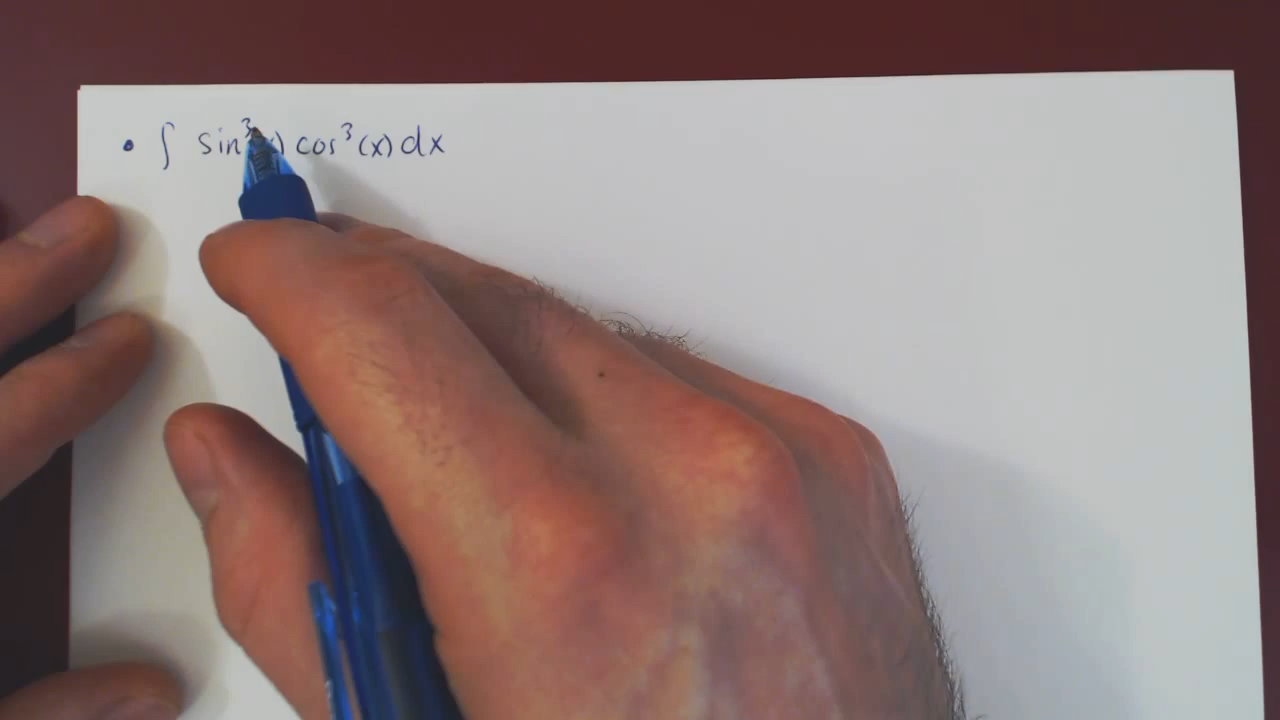 • ∫ sin³(x) cos³(x) dx